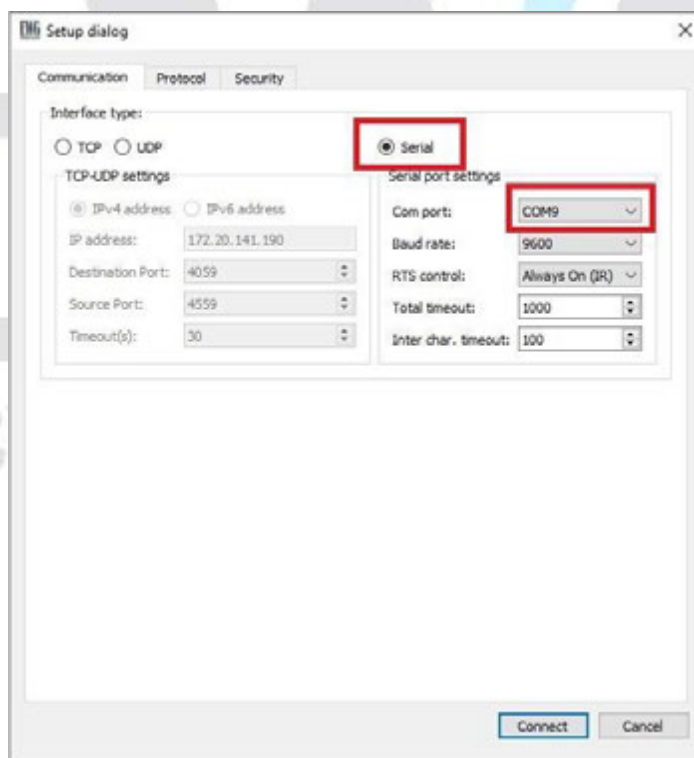 Setup dialog
Communication Protocol Security
Interface type:
TCP UDP Serial
TCP-UDP settings
IPv4 address IPv6 address
IP address: 172.20.141.190
Destination Port: 4059
Source Port: 4559
Timeout(s): 30
Serial port settings
Com port: COM9
Baud rate: 9600
RTS control: Always On (IR)
Total timeout: 1000
Inter char. timeout: 100
Connect Cancel